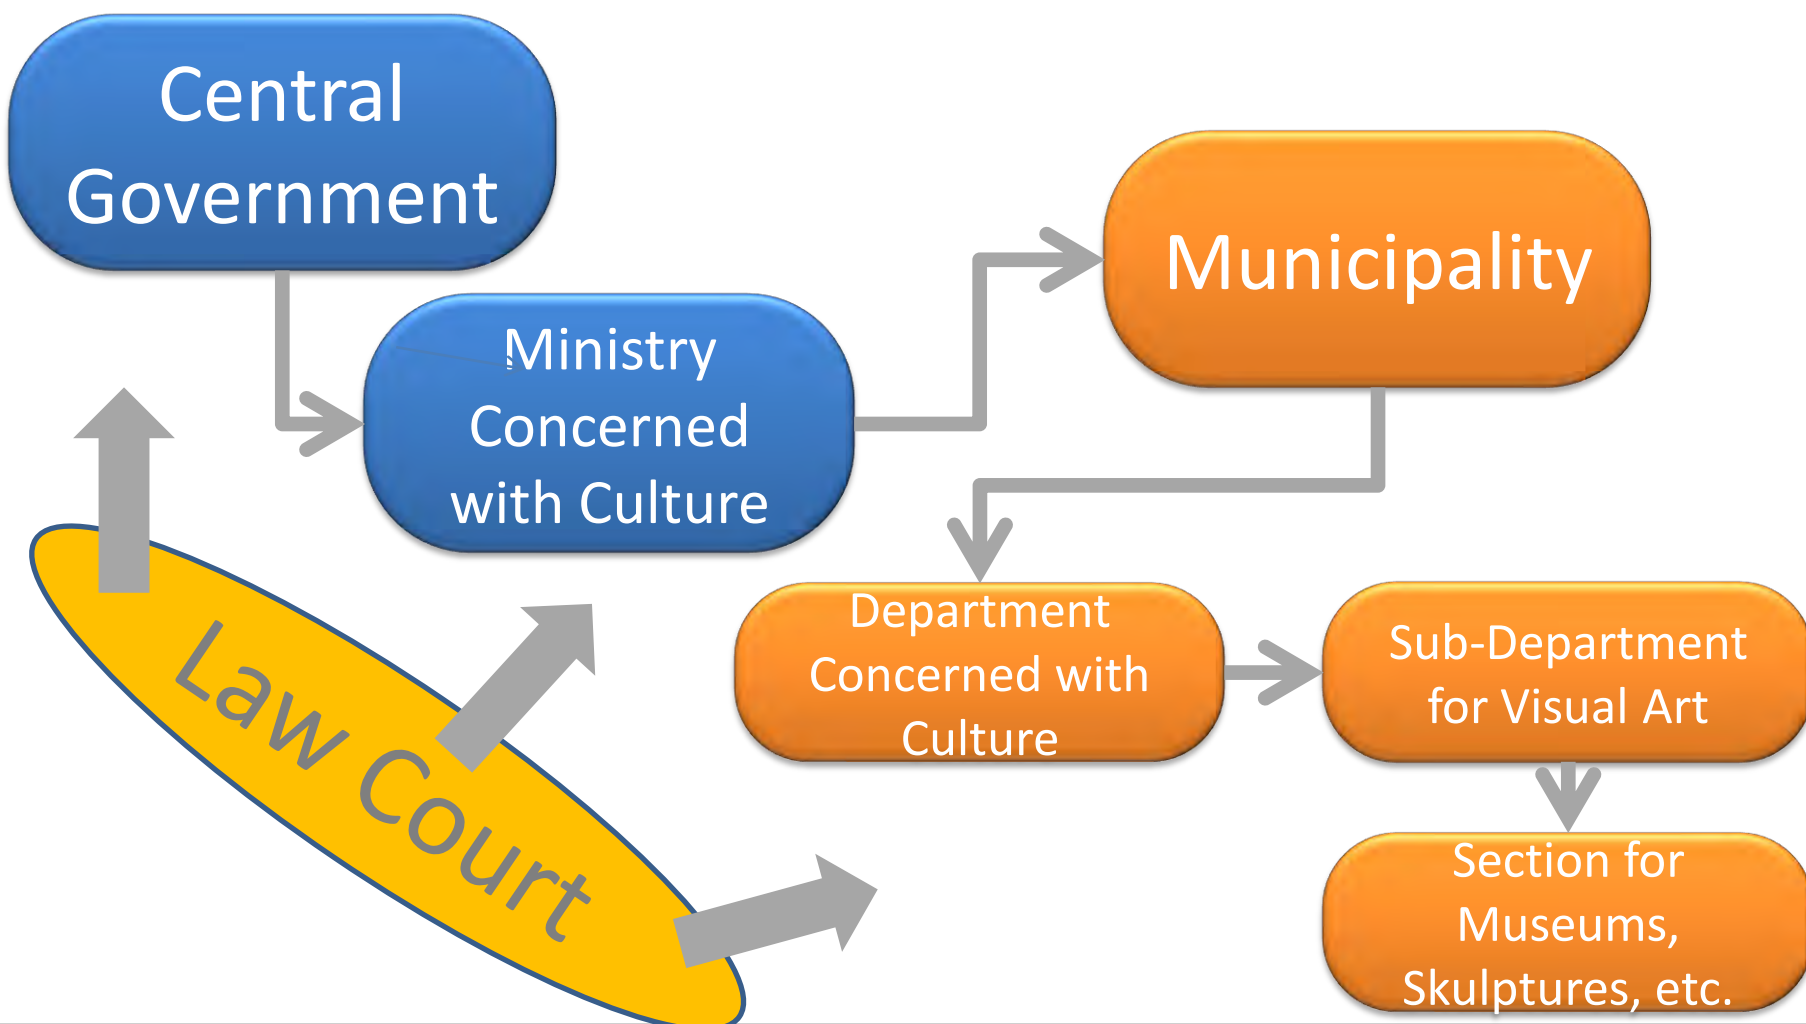 Central
Government
Ministry
Concerned
with Culture
Municipality
Department
Concerned with
Culture
Sub-Department
for Visual Art
Section for
Museums,
Skulptures, etc.
Law Court